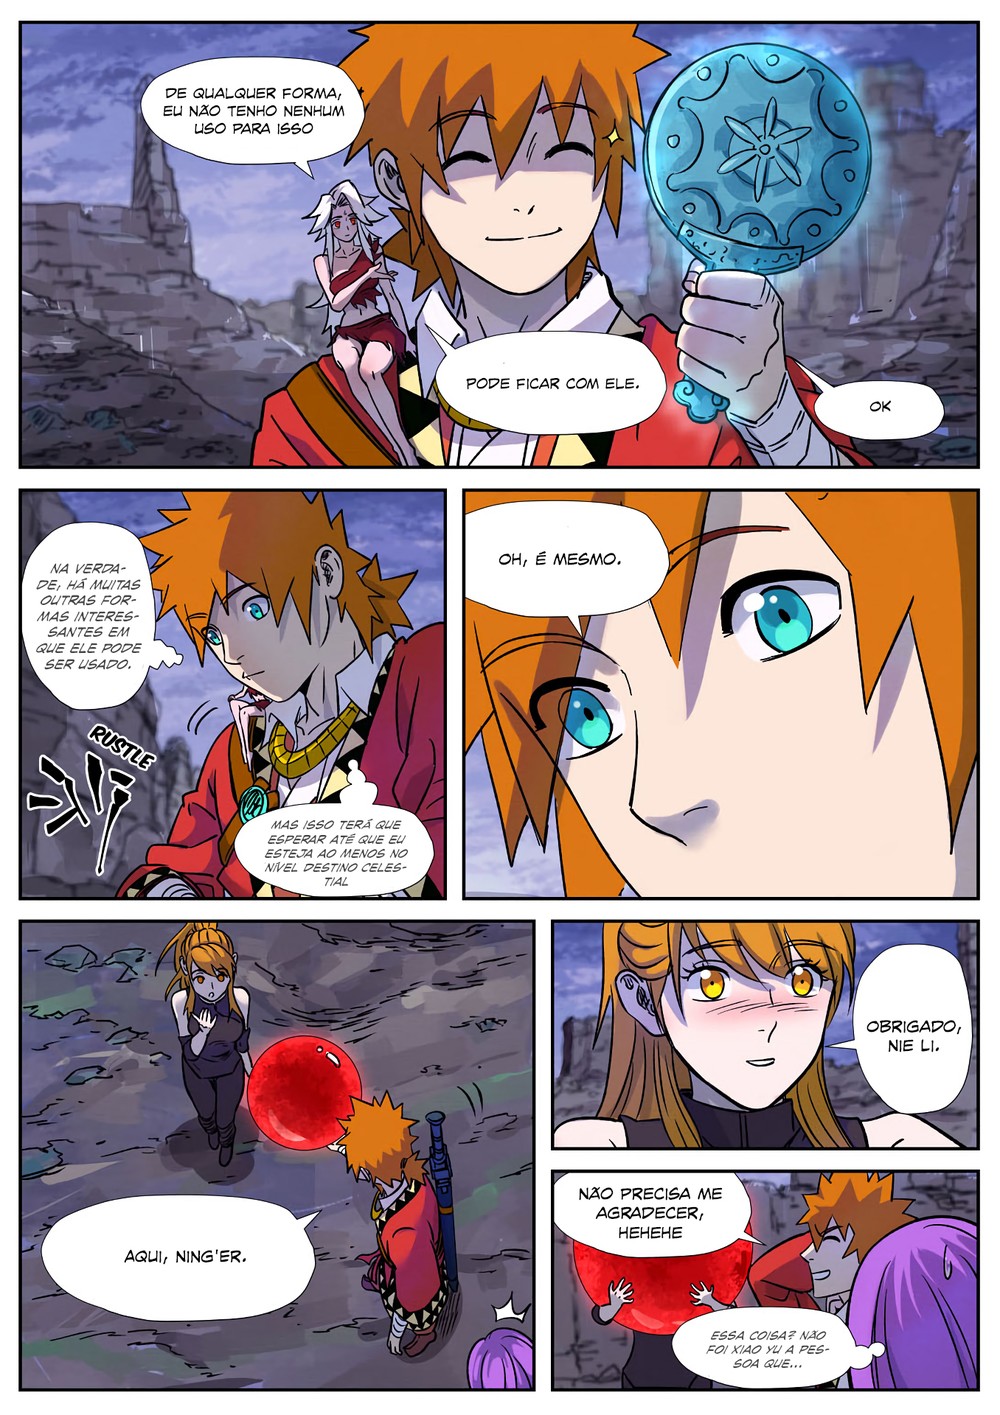 DE QUALQUER FORMA,
EU NÃO TENHO NENHUM
USO PARA ISSO
PODE FICAR COM ELE.
OK
NA VERDA-
DE, HÁ MUITAS
OUTRAS FOR-
MAS INTERES-
SANTES EM
QUE ELE PODE
SER USADO.
RUSTLE
MAS ISSO TERÁ QUE
ESPERAR ATÉ QUE EU
ESTEJA AO MENOS NO
NÍVEL DESTINO CELES-
TIAL
OH, É MESMO.
AQUI, NING'ER.
OBRIGADO,
NIE LI.
NÃO PRECISA ME
AGRADECER,
HEHEHE
ESSA COISA? NÃO
FOI XIAO YU A PES-
SOA QUE...